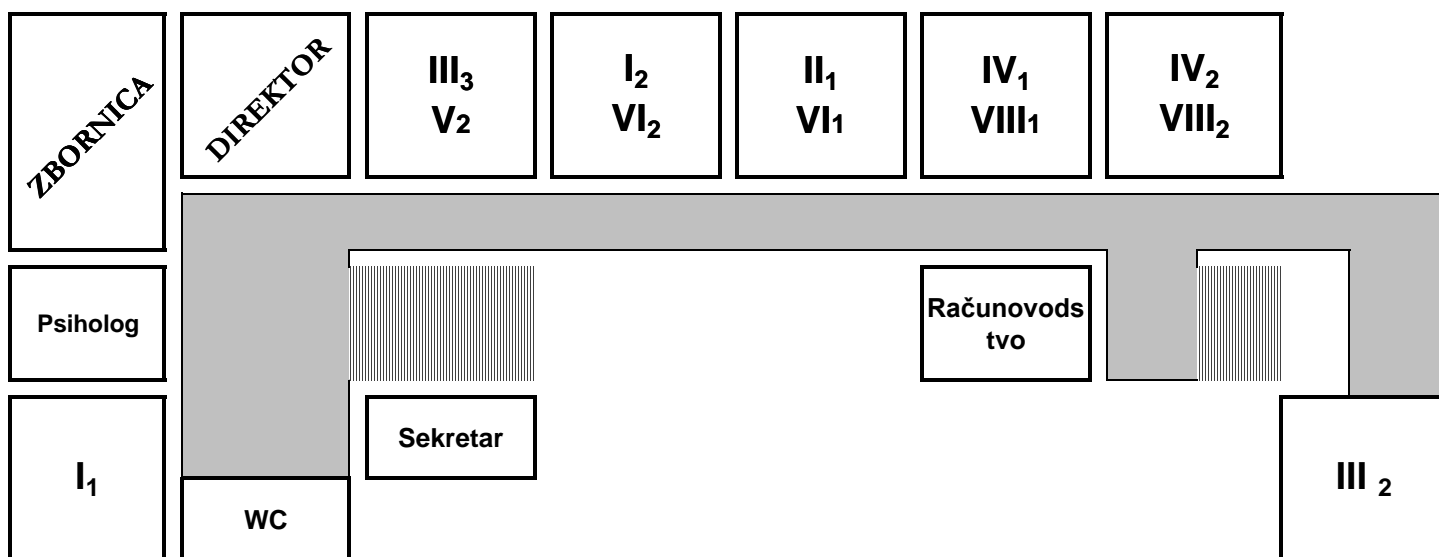 ZBORNICA
DIREKTOR
III₃
V2
I₂
VI₂
II₁
VI1
IV₁
VIII1
IV₂
VIII₂
Psiholog
Računovods
tvo
Sekretar
I₁
WC
III ₂